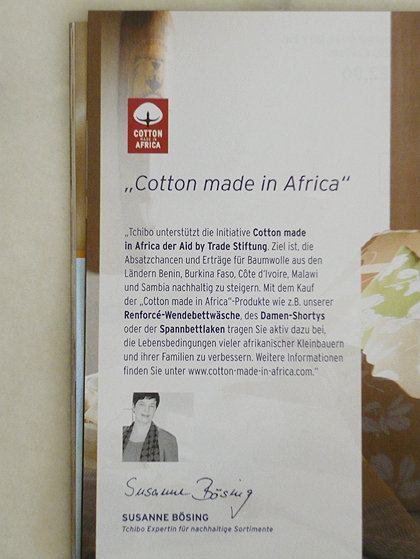 COTTON
MADE IN
AFRICA
„Cotton made in Africa“
„Tchibo unterstützt die Initiative Cotton made
in Africa der Aid by Trade Stiftung. Ziel ist, die
Absatzchancen und Erträge für Baumwolle aus den
Ländern Benin, Burkina Faso, Côte d'Ivoire, Malawi
und Sambia nachhaltig zu steigern. Mit dem Kauf
der „Cotton made in Africa“-Produkte wie z.B. unserer
Renforcé-Wendebettwäsche, des Damen-Shortys
oder der Spannbettlaken tragen Sie aktiv dazu bei,
die Lebensbedingungen vieler afrikanischer Kleinbauern
und ihrer Familien zu verbessern. Weitere Informationen
finden Sie unter www.cotton-made-in-africa.com.“
Susanne Bösing
SUSANNE BÖSING
Tchibo Expertin für nachhaltige Sortimente